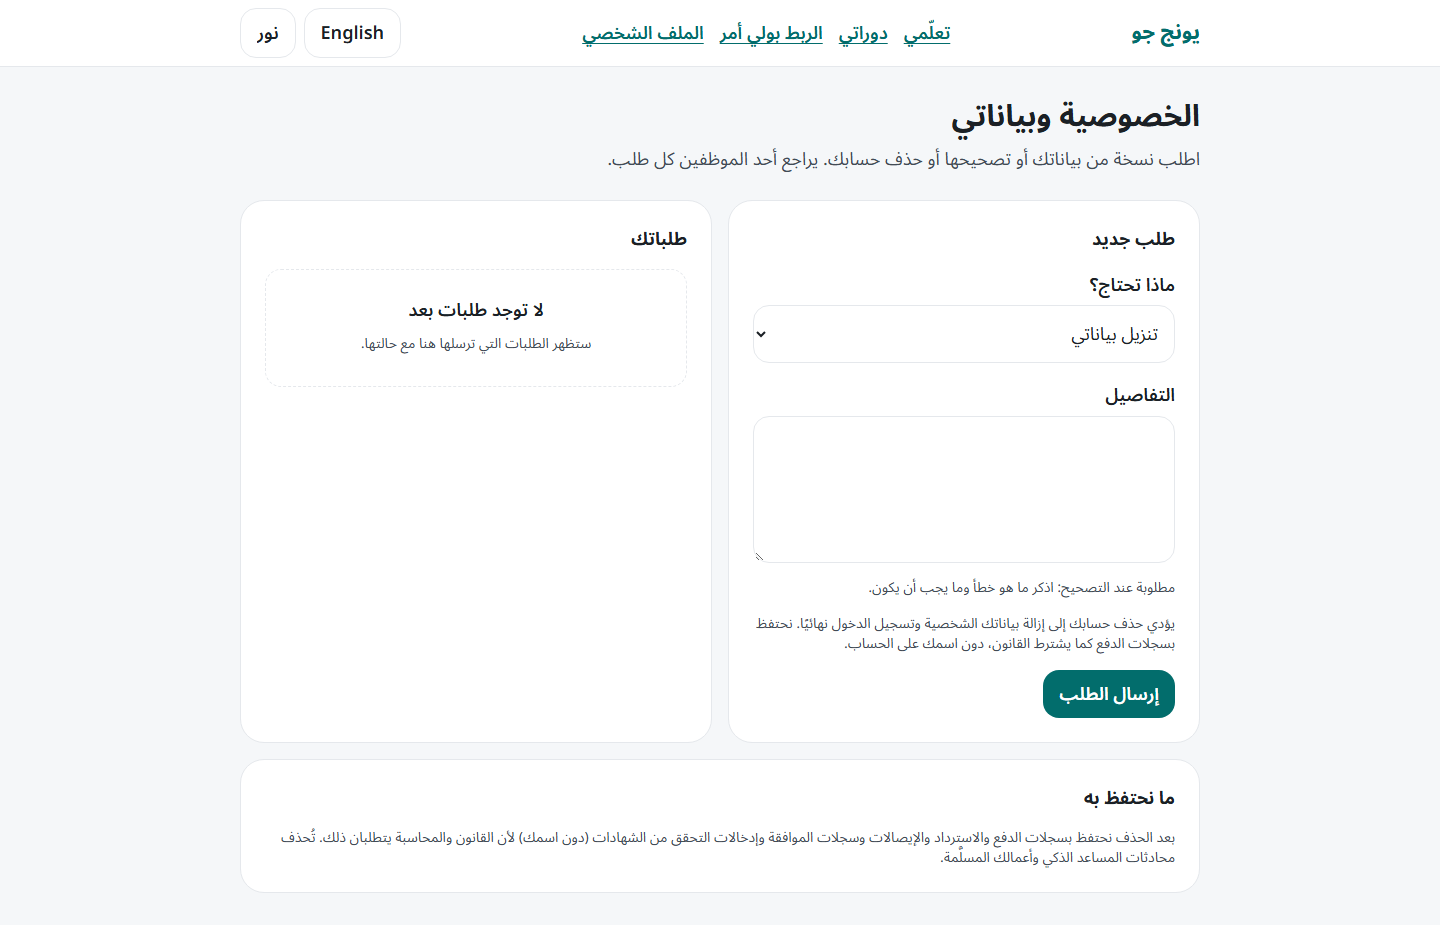 يونج جو
تعلّمي
دوراتي
الربط بولي أمر
الملف الشخصي
English
نور
الخصوصية وبياناتي
اطلب نسخة من بياناتك أو تصحيحها أو حذف حسابك. يراجع أحد الموظفين كل طلب.
طلب جديد
ماذا تحتاج؟
تنزيل بياناتي
التفاصيل
مطلوبة عند التصحيح: اذكر ما هو خطأ وما يجب أن يكون.
يؤدي حذف حسابك إلى إزالة بياناتك الشخصية وتسجيل الدخول نهائيًا. نحتفظ
بسجلات الدفع كما يشترط القانون، دون اسمك على الحساب.
إرسال الطلب
طلباتك
لا توجد طلبات بعد
ستظهر الطلبات التي ترسلها هنا مع حالتها.
ما نحتفظ به
بعد الحذف نحتفظ بسجلات الدفع والاسترداد والإيصالات وسجلات الموافقة وإدخالات التحقق من الشهادات (دون اسمك) لأن القانون والمحاسبة يتطلبان ذلك. تُحذف
محادثات المساعد الذكي وأعمالك المسلَّمة.